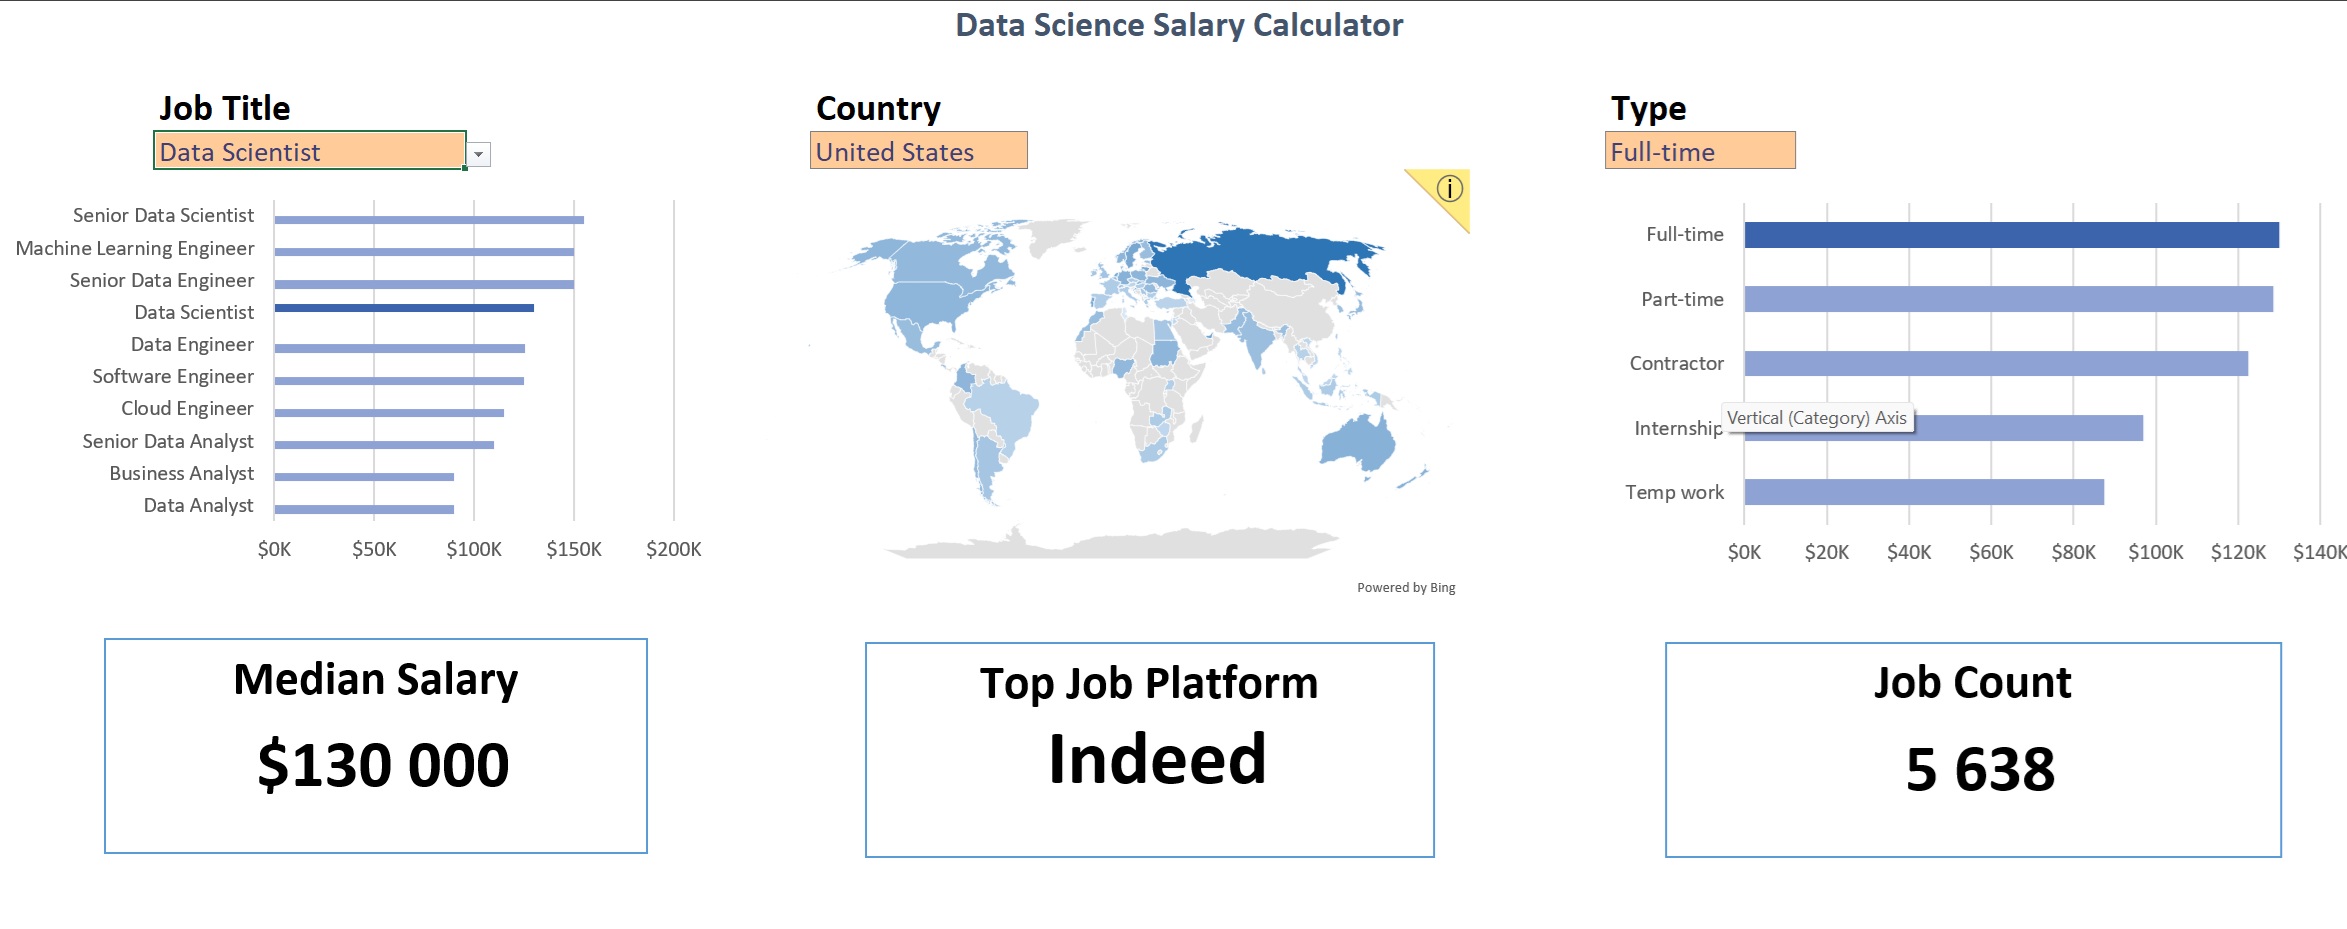 Data Science Salary Calculator
Job Title
Data Scientist
Senior Data Scientist
Machine Learning Engineer
Senior Data Engineer
Data Scientist
Data Engineer
Software Engineer
Cloud Engineer
Senior Data Analyst
Business Analyst
Data Analyst
$0K $50K $100K $150K $200K
Country
United States
Powered by Bing
Type
Full-time
Full-time
Part-time
Contractor
Internship
Vertical (Category) Axis
Temp work
$0K $20K $40K $60K $80K $100K $120K $140K
Median Salary
$130 000
Top Job Platform
Indeed
Job Count
5 638